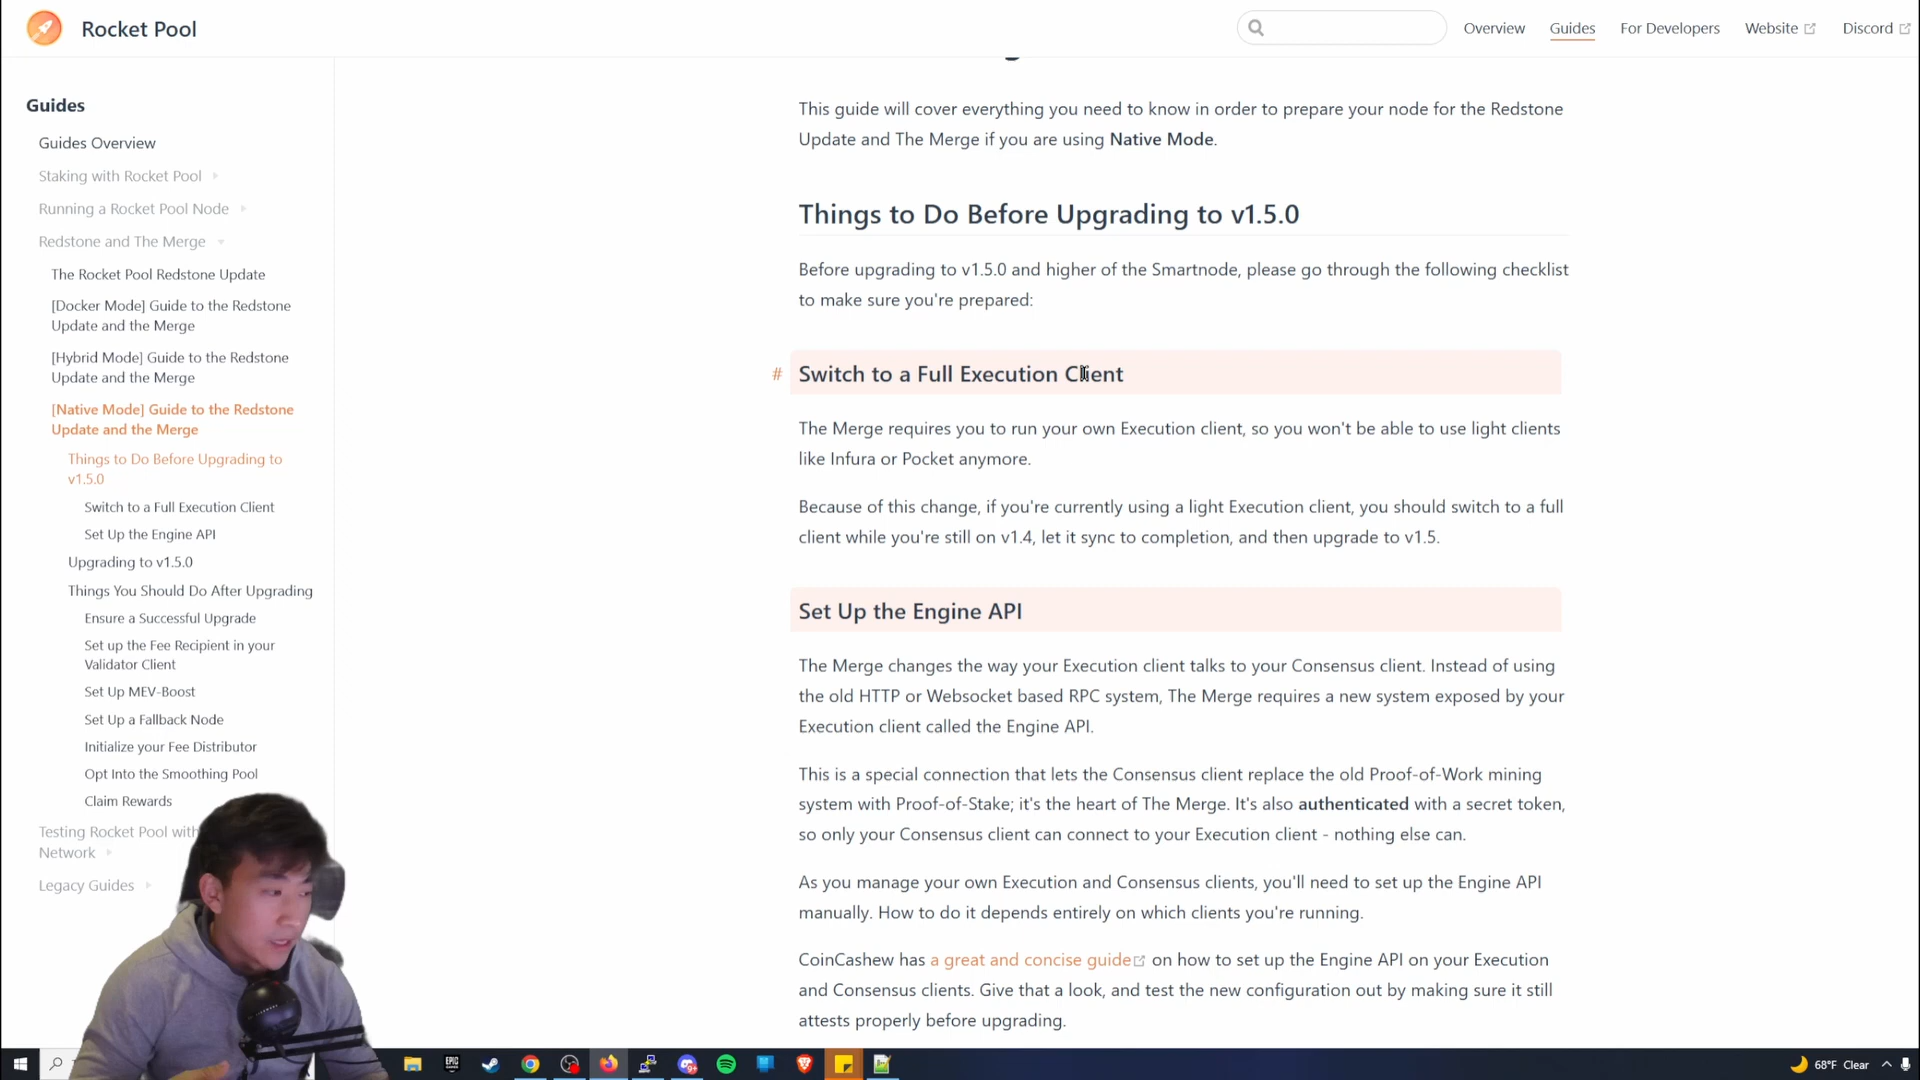 Rocket Pool
Overview
Guides
For Developers
Website
Discord
Guides
Guides Overview
Staking with Rocket Pool
Running a Rocket Pool Node
Redstone and The Merge
The Rocket Pool Redstone Update
[Docker Mode] Guide to the Redstone
Update and the Merge
[Hybrid Mode] Guide to the Redstone
Update and the Merge
[Native Mode] Guide to the Redstone
Update and the Merge
Things to Do Before Upgrading to
v1.5.0
Switch to a Full Execution Client
Set Up the Engine API
Upgrading to v1.5.0
Things You Should Do After Upgrading
Ensure a Successful Upgrade
Set up the Fee Recipient in your
Validator Client
Set Up MEV-Boost
Set Up a Fallback Node
Initialize your Fee Distributor
Opt Into the Smoothing Pool
Claim Rewards
Testing Rocket Pool with
Network
Legacy Guides
This guide will cover everything you need to know in order to prepare your node for the Redstone
Update and The Merge if you are using Native Mode.
Things to Do Before Upgrading to v1.5.0
Before upgrading to v1.5.0 and higher of the Smartnode, please go through the following checklist
to make sure you're prepared:
# Switch to a Full Execution Client
The Merge requires you to run your own Execution client, so you won't be able to use light clients
like Infura or Pocket anymore.
Because of this change, if you're currently using a light Execution client, you should switch to a full
client while you're still on v1.4, let it sync to completion, and then upgrade to v1.5.
Set Up the Engine API
The Merge changes the way your Execution client talks to your Consensus client. Instead of using
the old HTTP or Websocket based RPC system, The Merge requires a new system exposed by your
Execution client called the Engine API.
This is a special connection that lets the Consensus client replace the old Proof-of-Work mining
system with Proof-of-Stake; it's the heart of The Merge. It's also authenticated with a secret token,
so only your Consensus client can connect to your Execution client - nothing else can.
As you manage your own Execution and Consensus clients, you'll need to set up the Engine API
manually. How to do it depends entirely on which clients you're running.
CoinCashew has a great and concise guide on how to set up the Engine API on your Execution
and Consensus clients. Give that a look, and test the new configuration out by making sure it still
attests properly before upgrading.
EPIC
68°F Clear